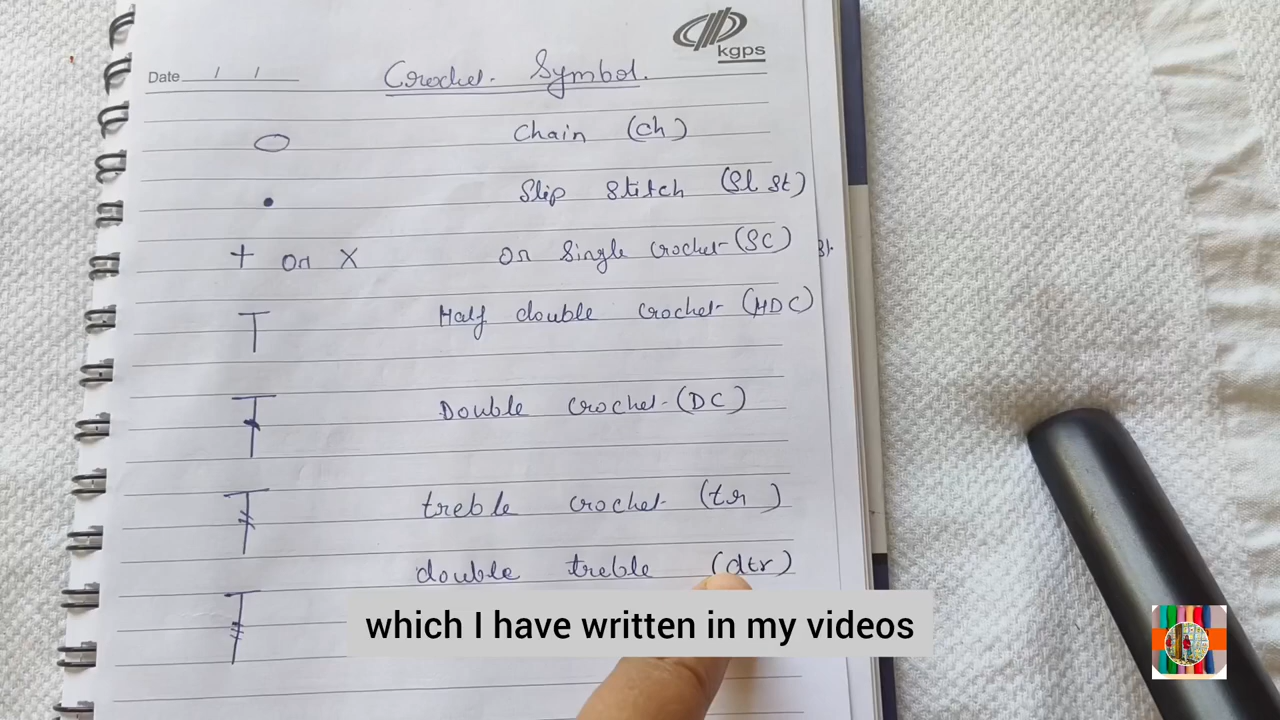 kgps
Date / /
Crochet Symbol.
Chain (ch)
Slip stitch (Sl St)
+ or X or Single crochet (SC)
Half double crochet (HDC)
Double crochet (DC)
treble crochet (tr)
double treble (dtr)
which I have written in my videos